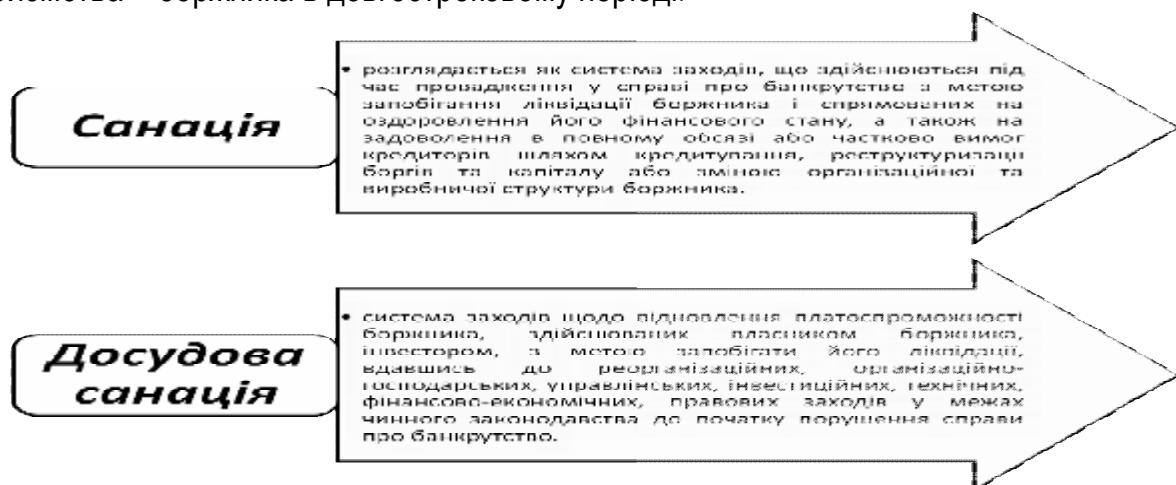 боржника в довгостроковому періоді.
Санація
• розглядається як система заходів, що здійснюються під
час провадження у справі про банкрутство з метою
запобігання ліквідації боржника і спрямованих на
оздоровлення його фінансового стану, а також на
задоволення в повному обсязі або частково вимог
кредиторів шляхом кредитування, реструктуризації
боргів та капіталу або зміною організаційної та
виробничої структури боржника.
Досудова
санація
• система заходів щодо відновлення платоспроможності
боржника, здійснюваних власником боржника,
інвестором, з метою запобігати його ліквідації,
вдавшись до реорганізаційних, організаційно-
господарських, управлінських, інвестиційних, технічних,
фінансово-економічних, правових заходів у межах
чинного законодавства до початку порушення справи
про банкрутство.